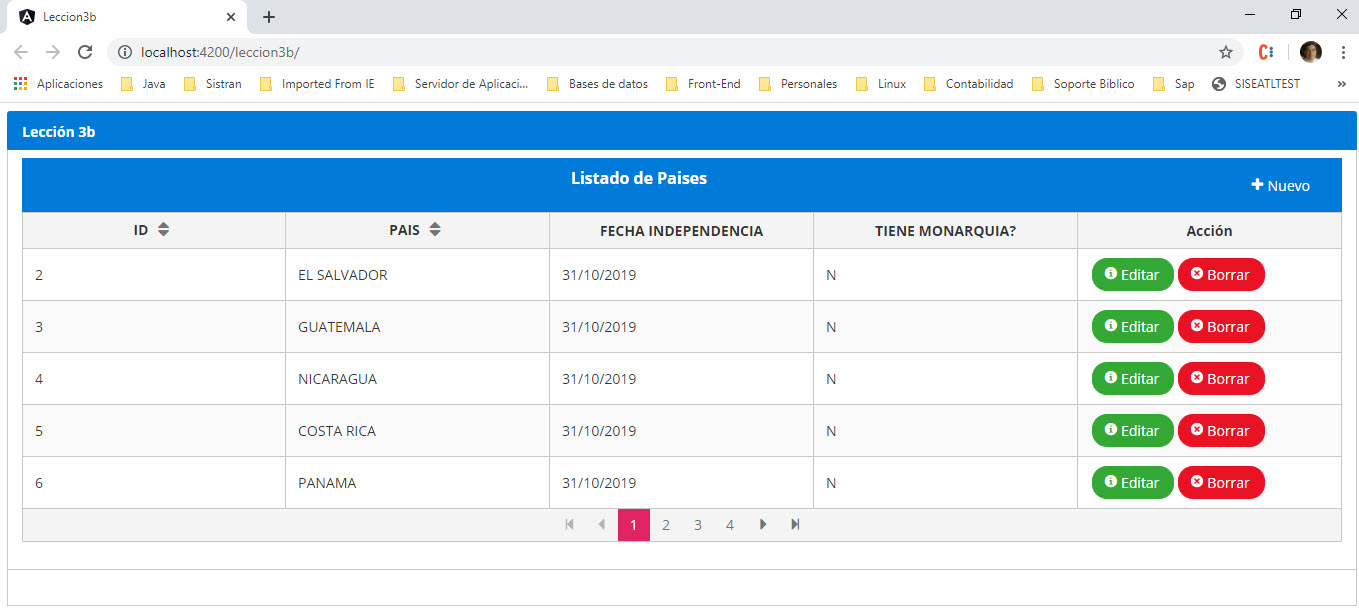 Leccion3b
localhost:4200/leccion3b/
Aplicaciones Java Sistran Imported From IE Servidor de Aplicaci... Bases de datos Front-End Personales Linux Contabilidad Soporte Biblico Sap SISEATLTEST »
Lección 3b
Listado de Paises
Nuevo
ID PAIS FECHA INDEPENDENCIA TIENE MONARQUIA? Acción
2 EL SALVADOR 31/10/2019 N Editar Borrar
3 GUATEMALA 31/10/2019 N Editar Borrar
4 NICARAGUA 31/10/2019 N Editar Borrar
5 COSTA RICA 31/10/2019 N Editar Borrar
6 PANAMA 31/10/2019 N Editar Borrar
1 2 3 4